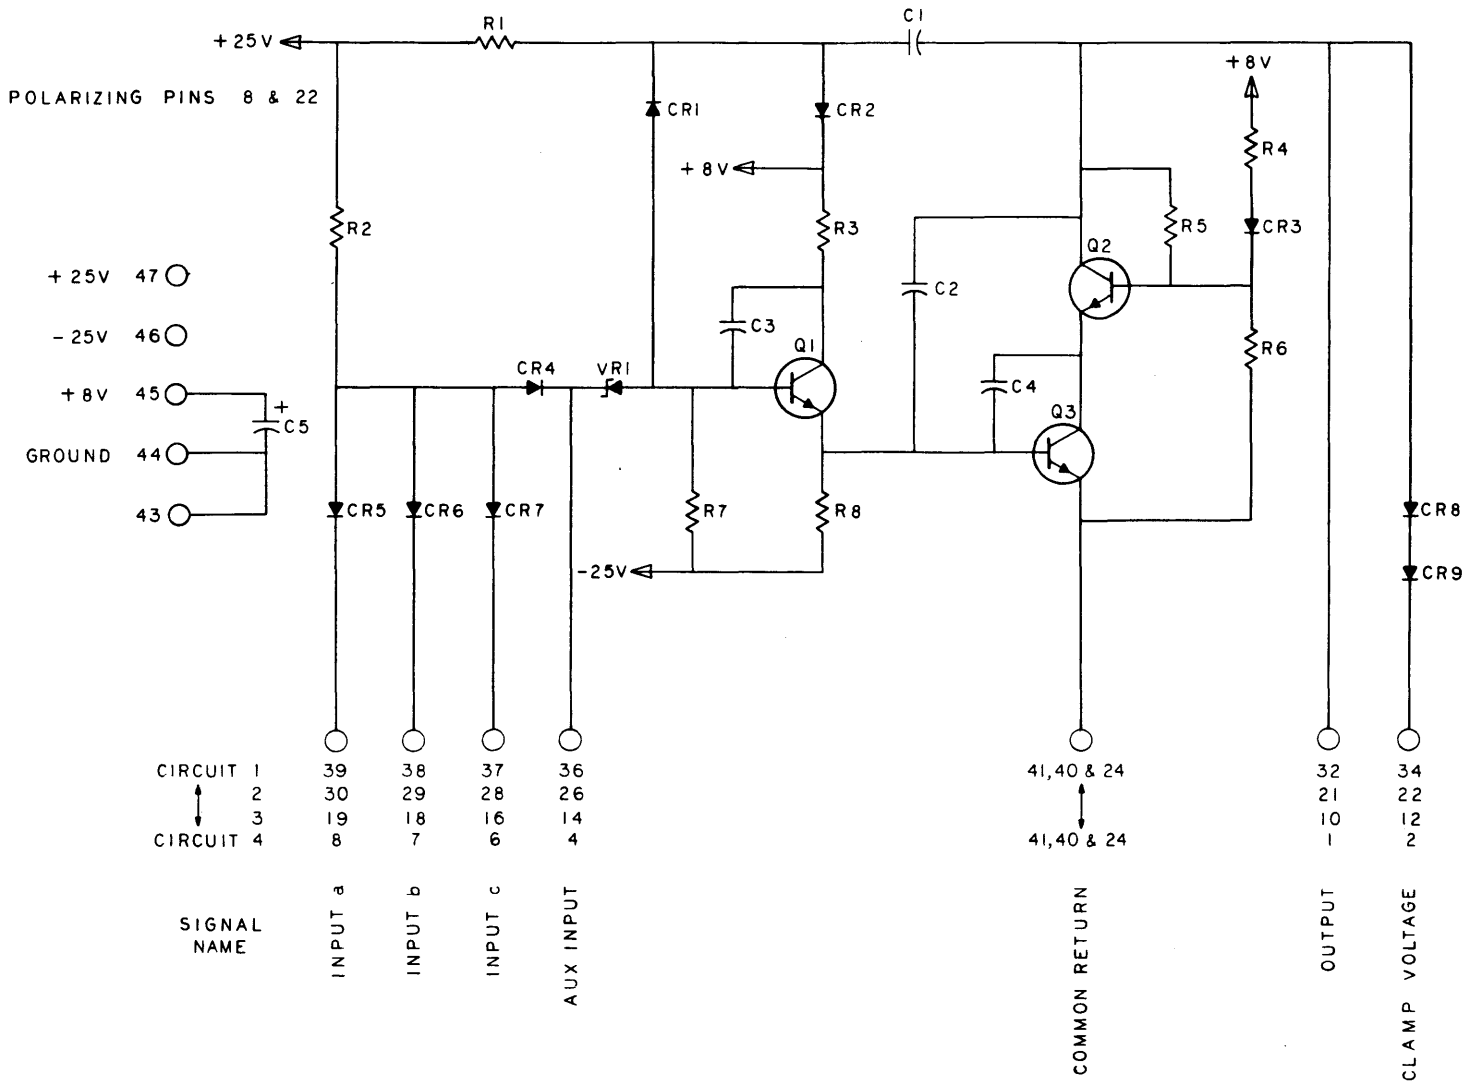 C1
R1
+25V
+8V
POLARIZING PINS 8 & 22
CR1
CR2
R4
+8V
R2
R3
R5
CR3
Q2
+25V 47
C2
C3
-25V 46
Q1
R6
CR4 VR1
C4
+8V 45
+
C5
Q3
GROUND 44
43
CR5
CR6
CR7
R7
R8
CR8
-25V
CR9
CIRCUIT 1 39 38 37 36 41,40 & 24 32 34
2 30 29 28 26 21 22
3 19 18 16 14 10 12
CIRCUIT 4 8 7 6 4 41,40 & 24 1 2
SIGNAL
NAME
INPUT a
INPUT b
INPUT c
AUX INPUT
COMMON RETURN
OUTPUT
CLAMP VOLTAGE